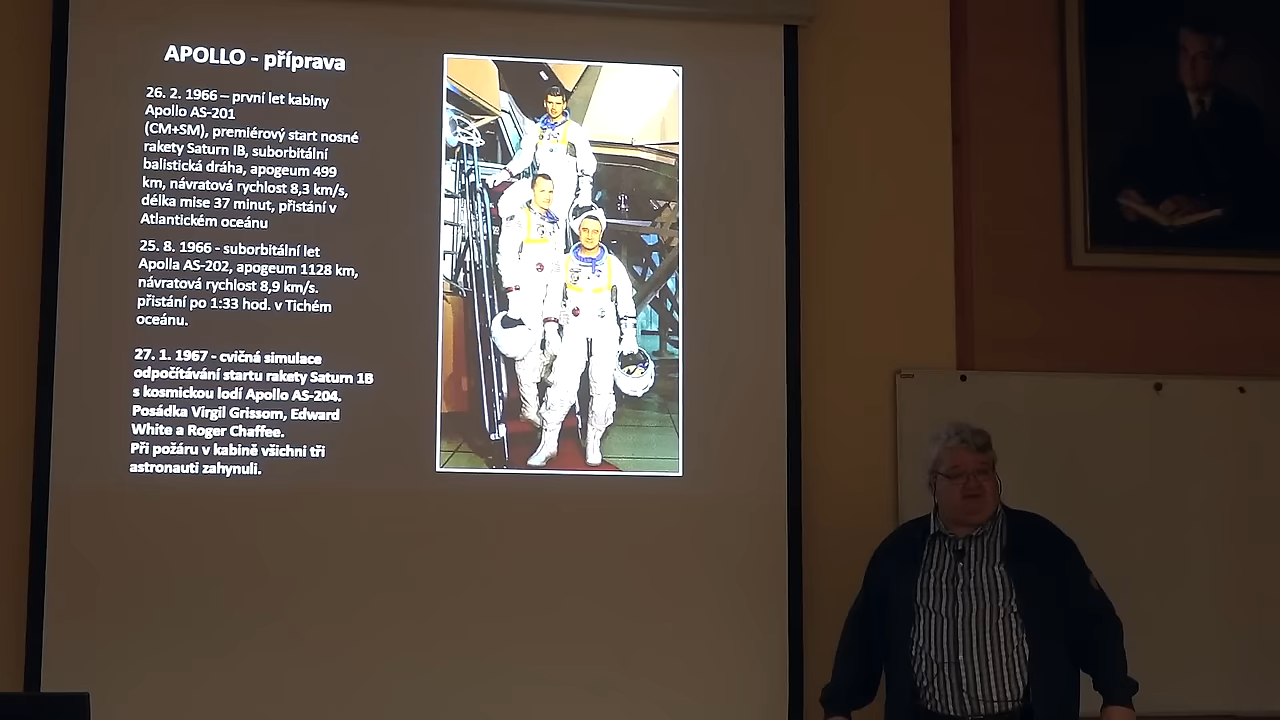 APOLLO - příprava
26. 2. 1966 – první let kabiny
Apollo AS-201
(CM+SM), premiérový start nosné
rakety Saturn IB, suborbitální
balistická dráha, apogeum 499
km, návratová rychlost 8,3 km/s,
délka mise 37 minut, přistání v
Atlantickém oceánu
25. 8. 1966 - suborbitální let
Apolla AS-202, apogeum 1128 km,
návratová rychlost 8,9 km/s.
přistání po 1:33 hod. v Tichém
oceánu.
27. 1. 1967 - cvičná simulace
odpočítávání startu rakety Saturn 1B
s kosmickou lodí Apollo AS-204.
Posádka Virgil Grissom, Edward
White a Roger Chaffee.
Při požáru v kabině všichni tři
astronauti zahynuli.